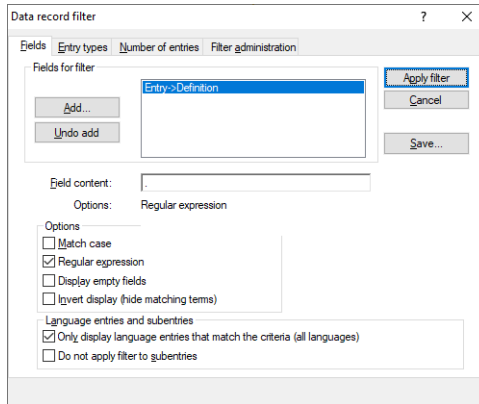 Data record filter
Fields Entry types Number of entries Filter administration
Fields for filter
Entry->Definition
Apply filter
Add...
Cancel
Undo add
Save...
Field content: .
Options: Regular expression
Options
Match case
Regular expression
Display empty fields
Invert display (hide matching terms)
Language entries and subentries
Only display language entries that match the criteria (all languages)
Do not apply filter to subentries